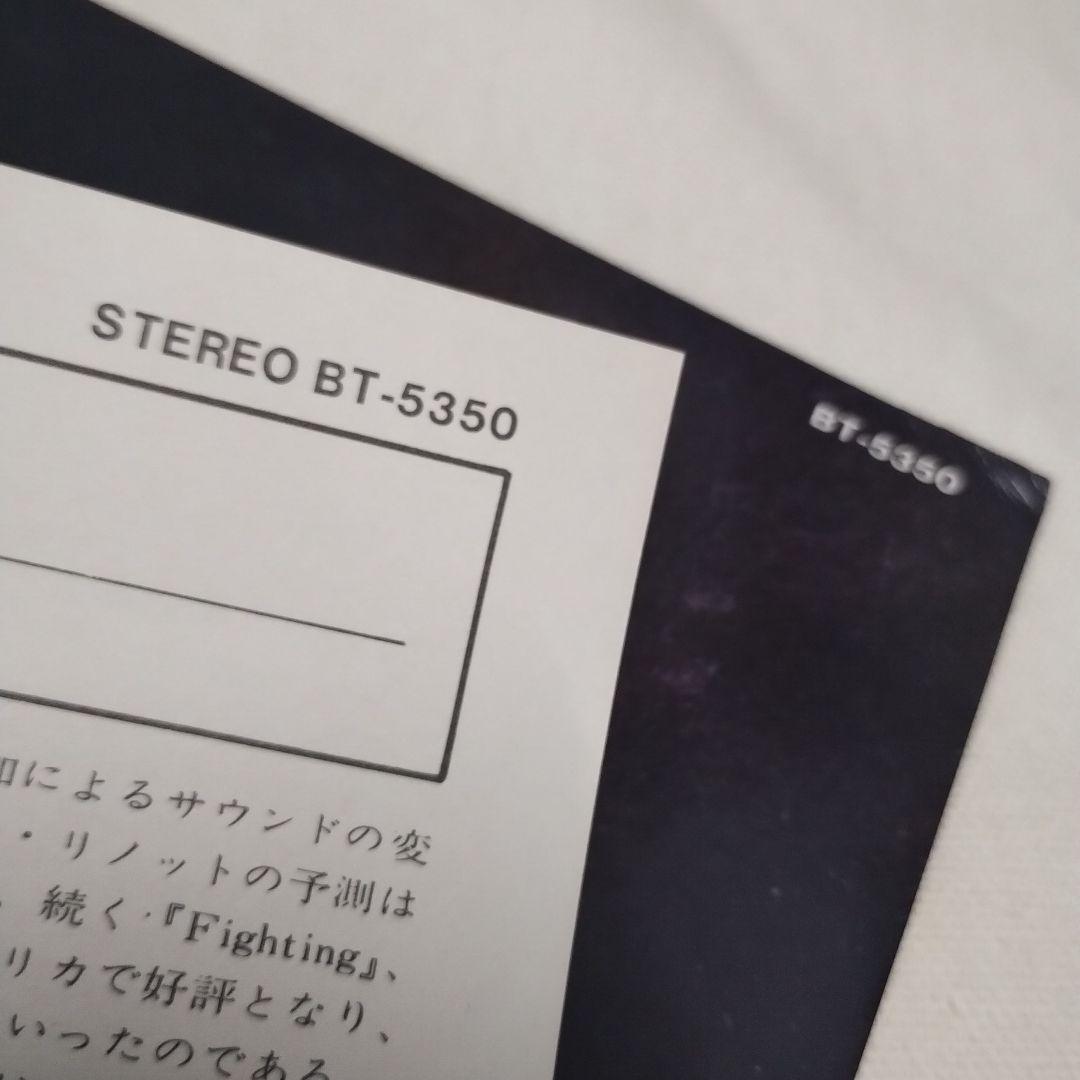 STEREO BT-5350
BT-5350
によるサウンドの変
・リノットの予測は
続く・『Fighting』、
リカで好評となり、
いったのである